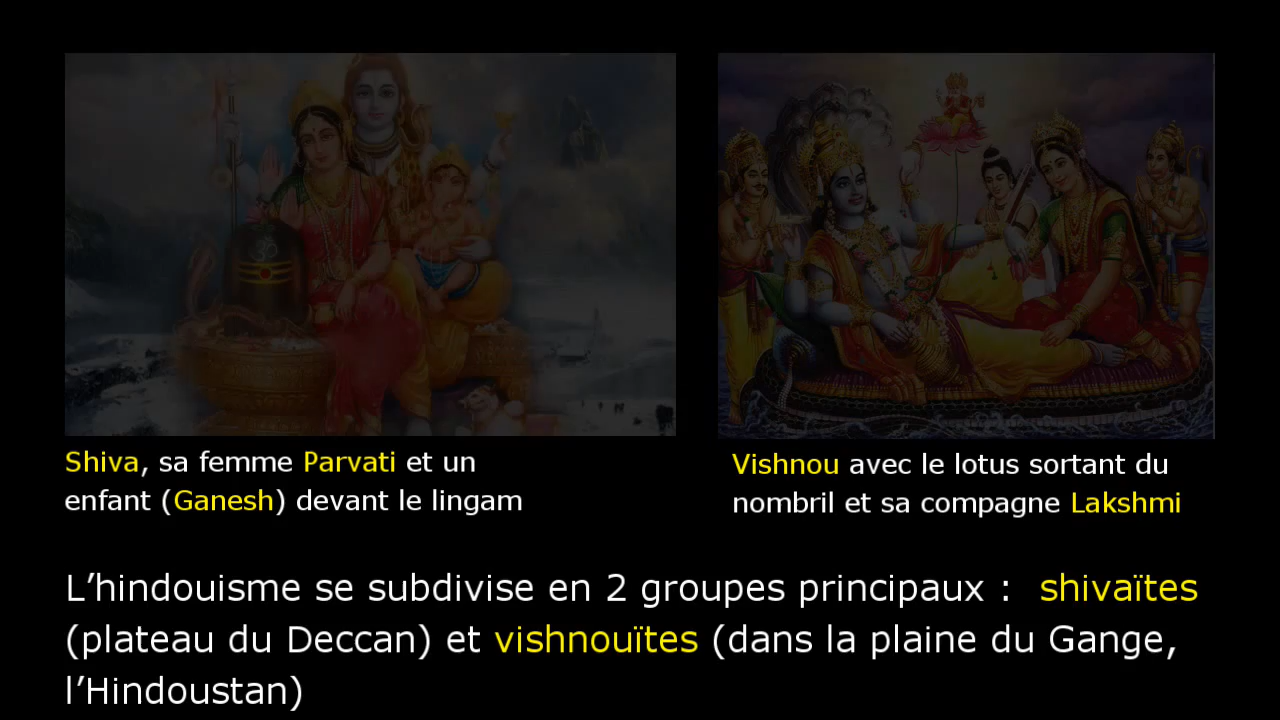 Shiva, sa femme Parvati et un
enfant (Ganesh) devant le lingam
Vishnou avec le lotus sortant du
nombril et sa compagne Lakshmi
L’hindouisme se subdivise en 2 groupes principaux : shivaïtes
(plateau du Deccan) et vishnouïtes (dans la plaine du Gange,
l’Hindoustan)
ॐ